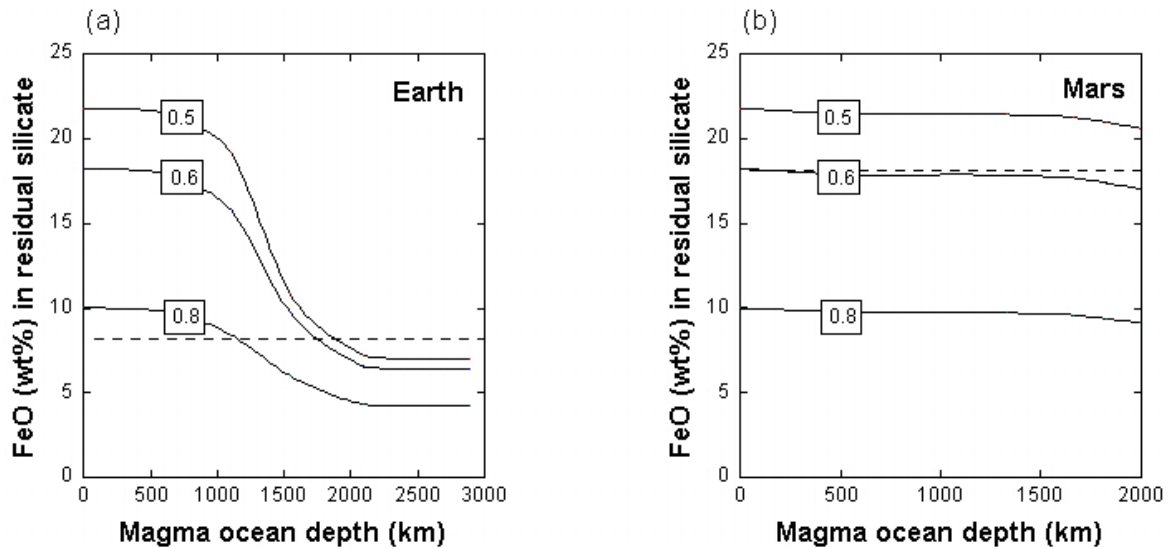 (a)
Earth
FeO (wt%) in residual silicate
25
20
15
10
5
0
0.5
0.6
0.8
0 500 1000 1500 2000 2500 3000
Magma ocean depth (km)
(b)
Mars
FeO (wt%) in residual silicate
25
20
15
10
5
0
0.5
0.6
0.8
0 500 1000 1500 2000
Magma ocean depth (km)